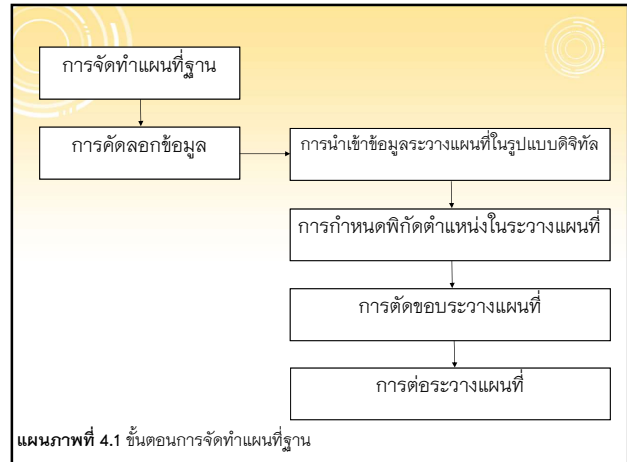 การจัดทำแผนที่ฐาน
การคัดลอกข้อมูล
การนำเข้าข้อมูลระวางแผนที่ในรูปแบบดิจิทัล
การกำหนดพิกัดตำแหน่งในระวางแผนที่
การตัดขอบระวางแผนที่
การต่อระวางแผนที่
แผนภาพที่ 4.1 ขั้นตอนการจัดทำแผนที่ฐาน